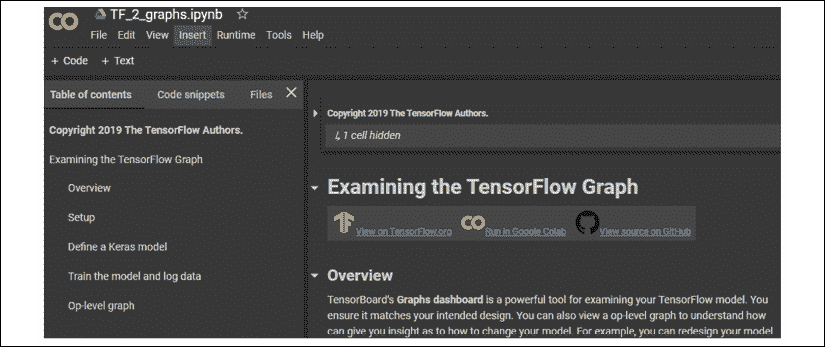 TF_2_graphs.ipynb
File Edit View Insert Runtime Tools Help
+ Code + Text
Table of contents Code snippets Files
Copyright 2019 The TensorFlow Authors.
Examining the TensorFlow Graph
Overview
Setup
Define a Keras model
Train the model and log data
Op-level graph
Copyright 2019 The TensorFlow Authors.
1 cell hidden
Examining the TensorFlow Graph
View on TensorFlow.org Run in Google Colab View source on GitHub
Overview
TensorBoard's Graphs dashboard is a powerful tool for examining your TensorFlow model. You
ensure it matches your intended design. You can also view a op-level graph to understand how
can give you insight as to how to change your model. For example, you can redesign your model